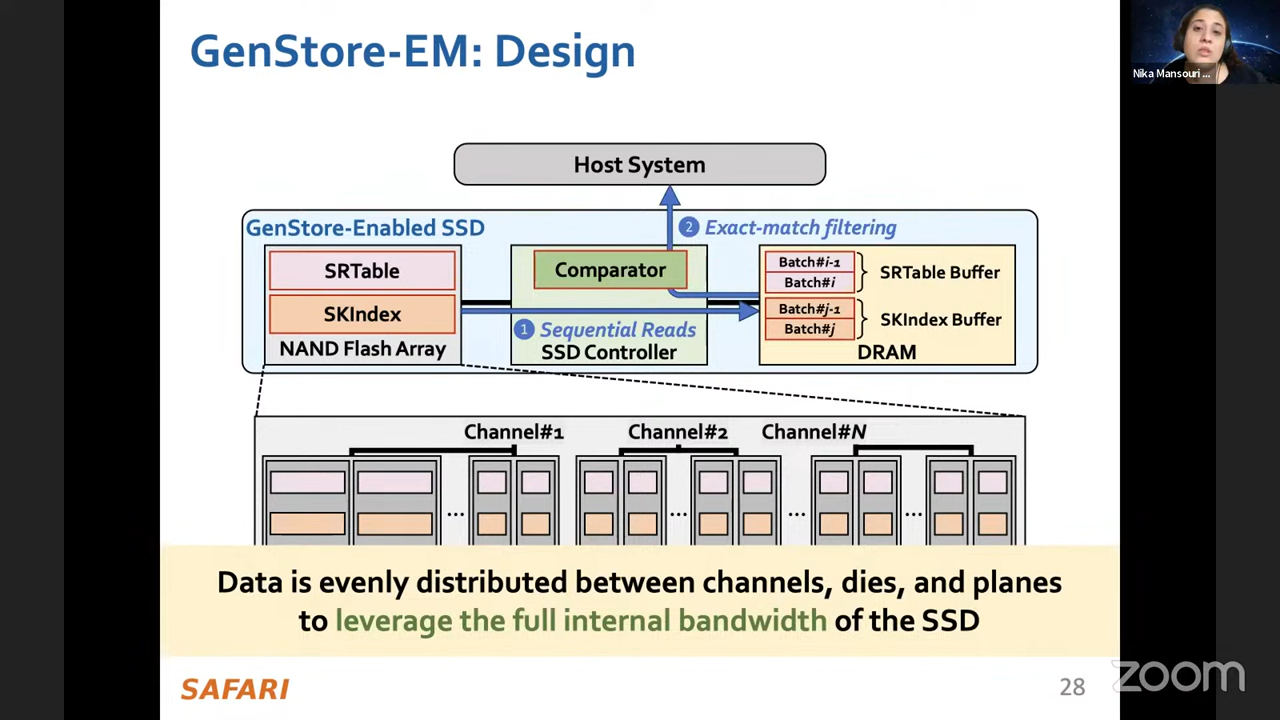 GenStore-EM: Design
Nika Mansouri ...
Host System
GenStore-Enabled SSD
2 Exact-match filtering
SRTable
SKIndex
NAND Flash Array
Comparator
1 Sequential Reads
SSD Controller
Batch#i-1
Batch#i
SRTable Buffer
Batch#j-1
Batch#j
SKIndex Buffer
DRAM
Channel#1
Channel#2
Channel#N
... ... ... ...
Data is evenly distributed between channels, dies, and planes
to leverage the full internal bandwidth of the SSD
SAFARI
28
zoom